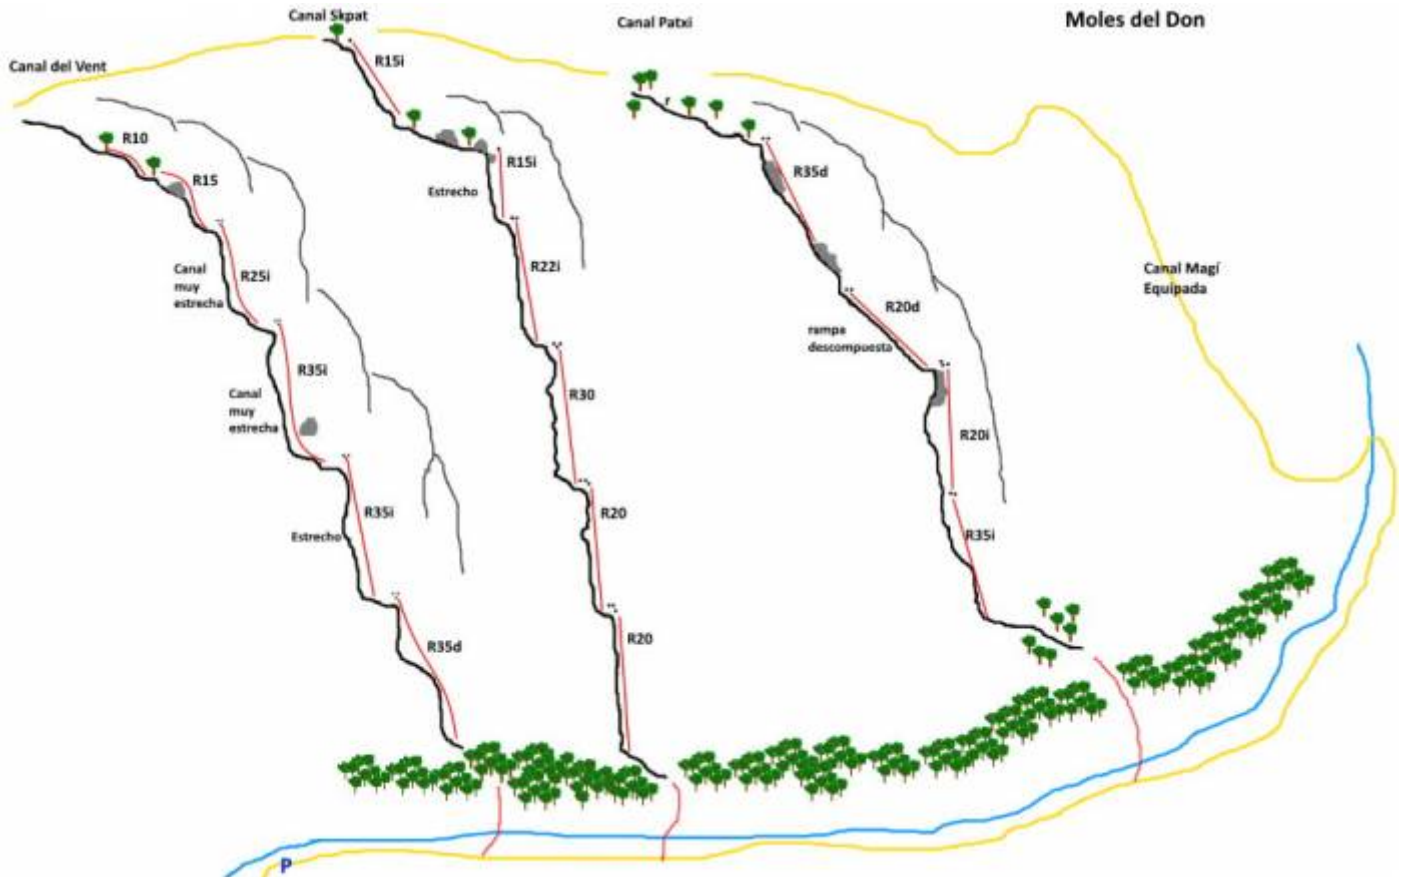 Canal Skpat
Canal Patxi
Moles del Don
Canal del Vent
R15i
R10
R15
R15i
Estrecho
R35d
Canal
muy
estrecha
R25i
R22i
Canal Magí
Equipada
R20d
rampa
descompuesta
R35i
Canal
muy
estrecha
R30
R20i
R35i
Estrecho
R20
R35i
R35d
R20
P